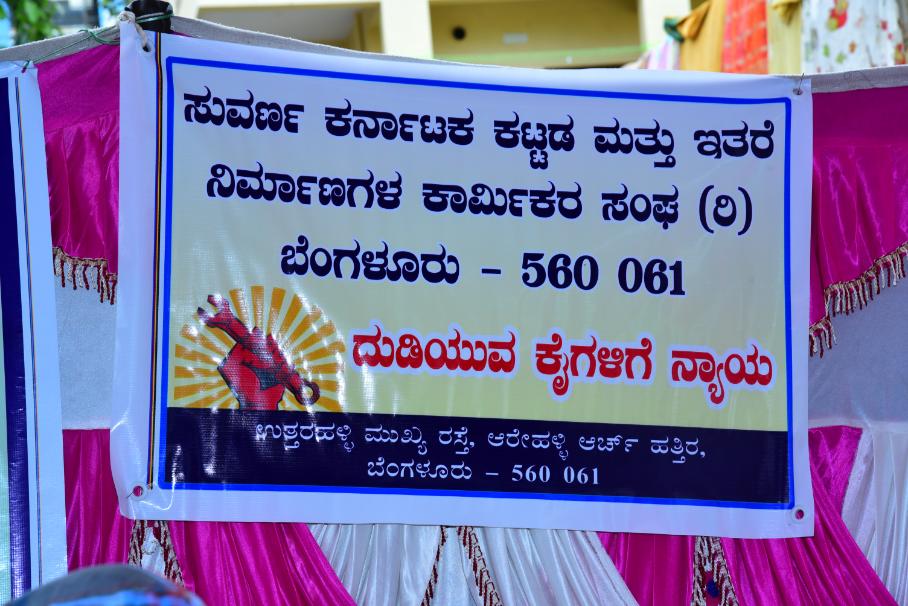 ಸುವರ್ಣ ಕರ್ನಾಟಕ ಕಟ್ಟಡ ಮತ್ತು ಇತರೆ
ನಿರ್ಮಾಣಗಳ ಕಾರ್ಮಿಕರ ಸಂಘ (ರಿ)
ಬೆಂಗಳೂರು - 560 061
ದುಡಿಯುವ ಕೈಗಳಿಗೆ ನ್ಯಾಯ
ಉತ್ತರಹಳ್ಳಿ ಮುಖ್ಯ ರಸ್ತೆ, ಆರೇಹಳ್ಳಿ ಆರ್ಚ್ ಹತ್ತಿರ,
ಬೆಂಗಳೂರು - 560 061